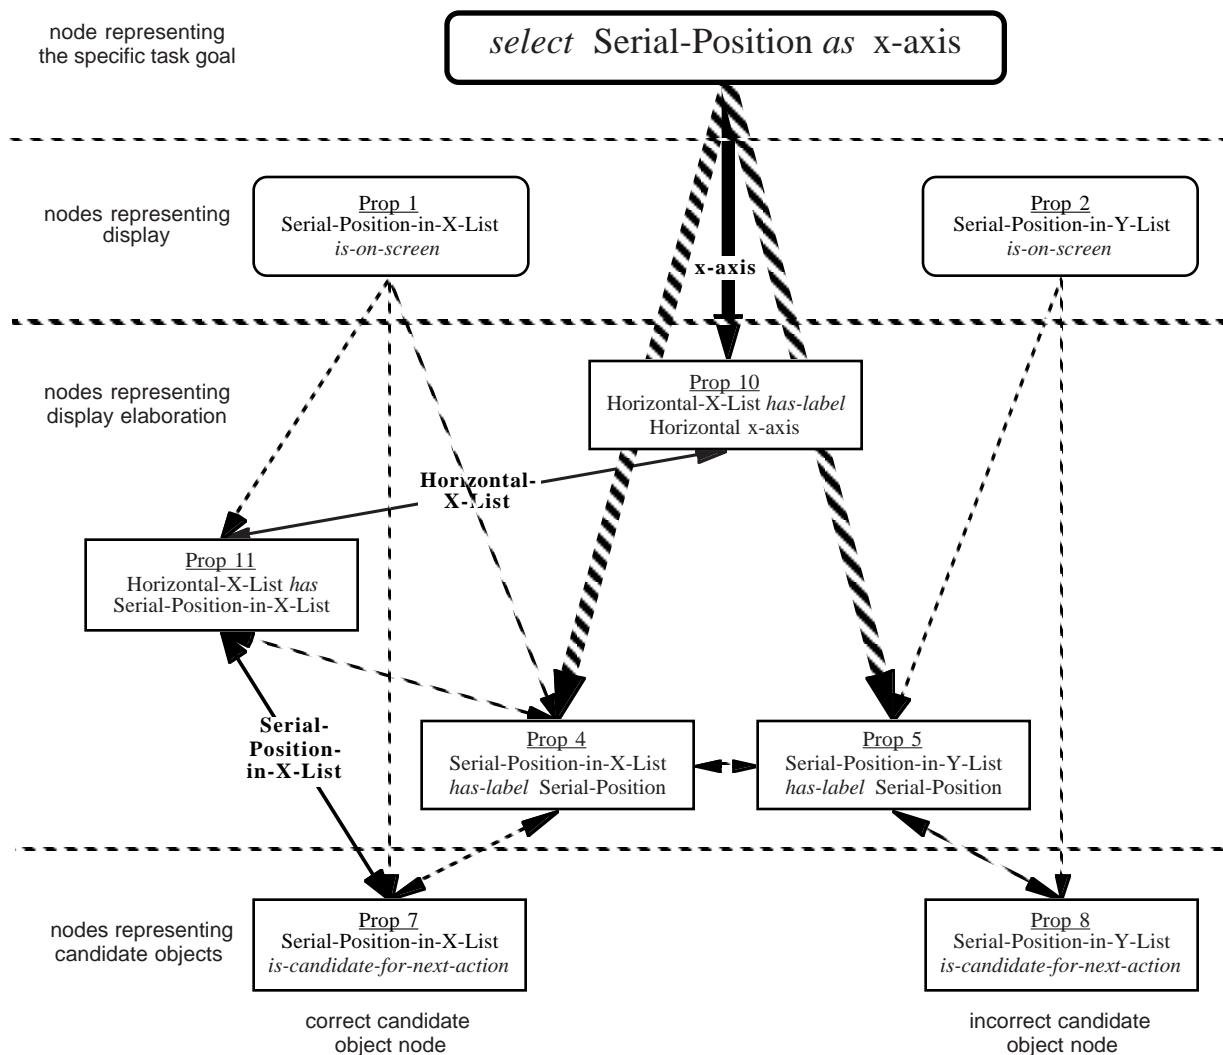 node representing
the specific task goal
select Serial-Position as x-axis
nodes representing
display
Prop 1
Serial-Position-in-X-List
is-on-screen
Prop 2
Serial-Position-in-Y-List
is-on-screen
x-axis
nodes representing
display elaboration
Prop 10
Horizontal-X-List has-label
Horizontal x-axis
Horizontal-
X-List
Prop 11
Horizontal-X-List has
Serial-Position-in-X-List
Serial-
Position-
in-X-List
Prop 4
Serial-Position-in-X-List
has-label Serial-Position
Prop 5
Serial-Position-in-Y-List
has-label Serial-Position
nodes representing
candidate objects
Prop 7
Serial-Position-in-X-List
is-candidate-for-next-action
Prop 8
Serial-Position-in-Y-List
is-candidate-for-next-action
correct candidate
object node
incorrect candidate
object node